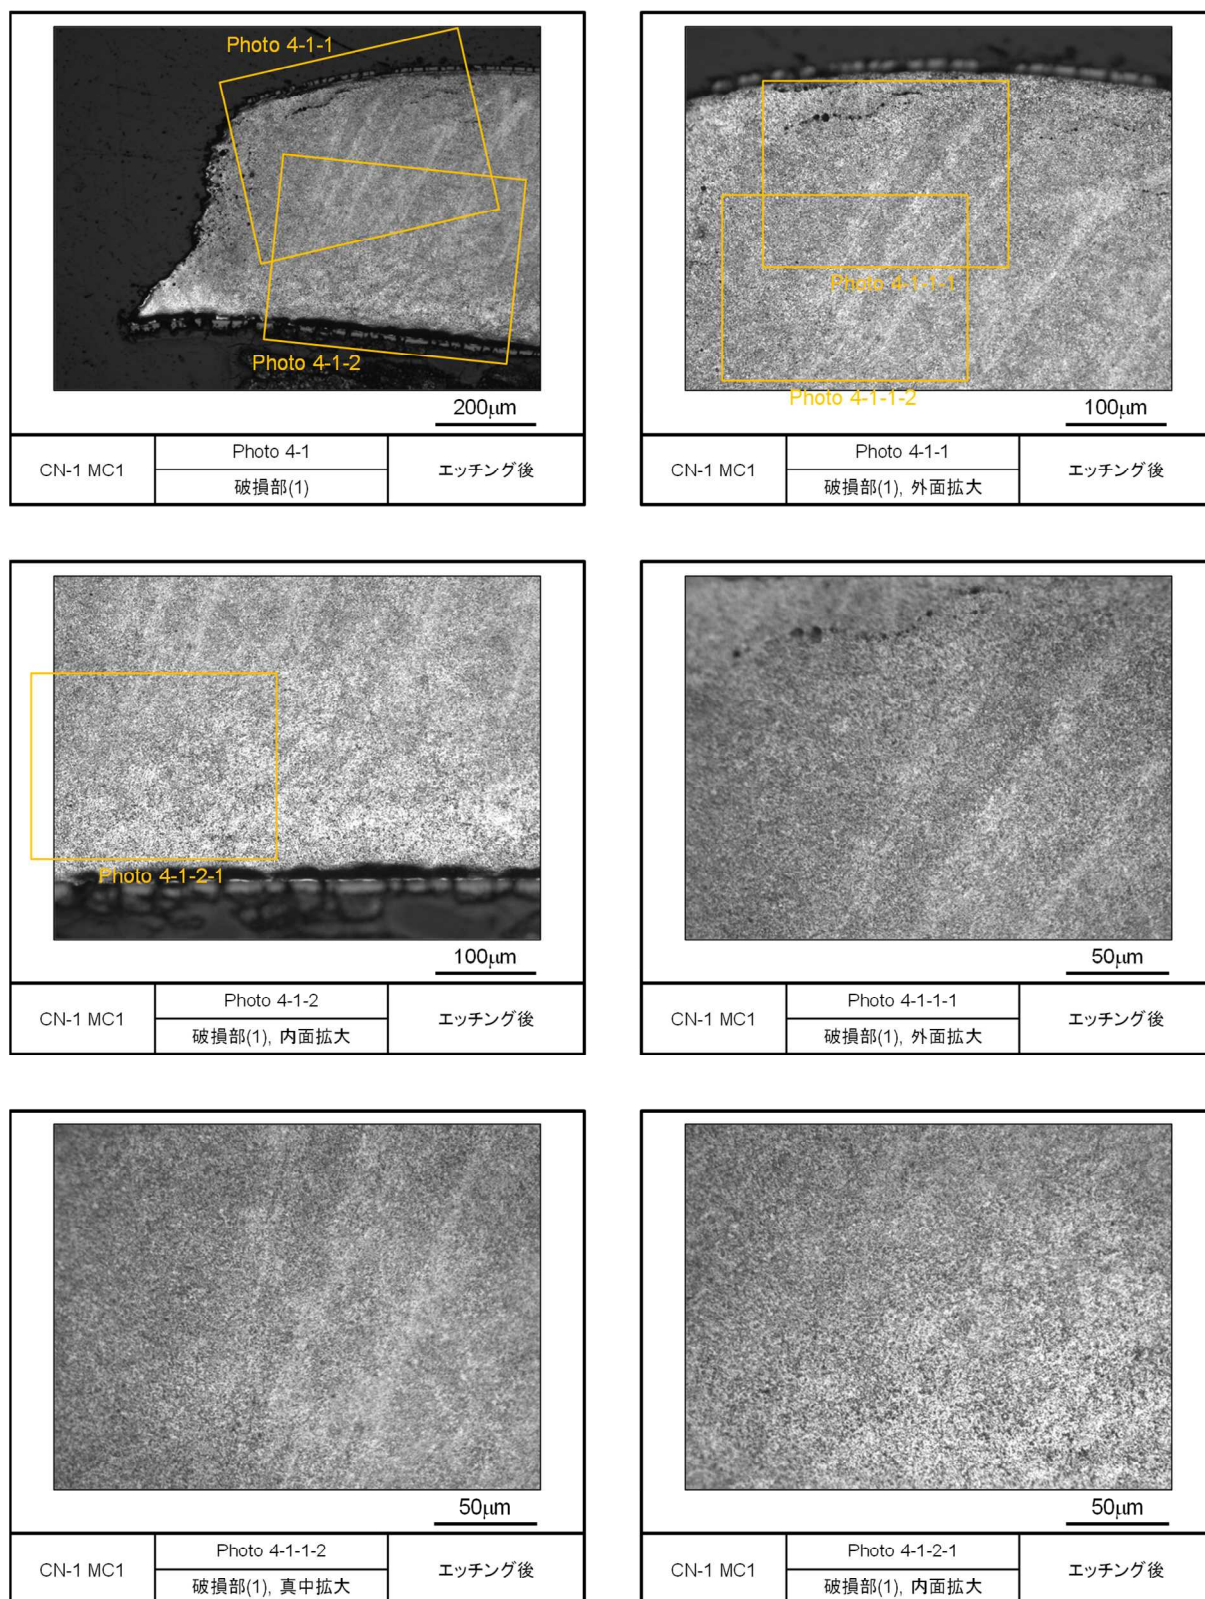 Photo 4-1-1
Photo 4-1-2
200μm
CN-1 MC1
Photo 4-1
破損部(1)
エッチング後
Photo 4-1-1-1
Photo 4-1-1-2
100μm
CN-1 MC1
Photo 4-1-1
破損部(1), 外面拡大
エッチング後
Photo 4-1-2-1
100μm
CN-1 MC1
Photo 4-1-2
破損部(1), 内面拡大
エッチング後
50μm
CN-1 MC1
Photo 4-1-1-1
破損部(1), 外面拡大
エッチング後
50μm
CN-1 MC1
Photo 4-1-1-2
破損部(1), 真中拡大
エッチング後
50μm
CN-1 MC1
Photo 4-1-2-1
破損部(1), 内面拡大
エッチング後